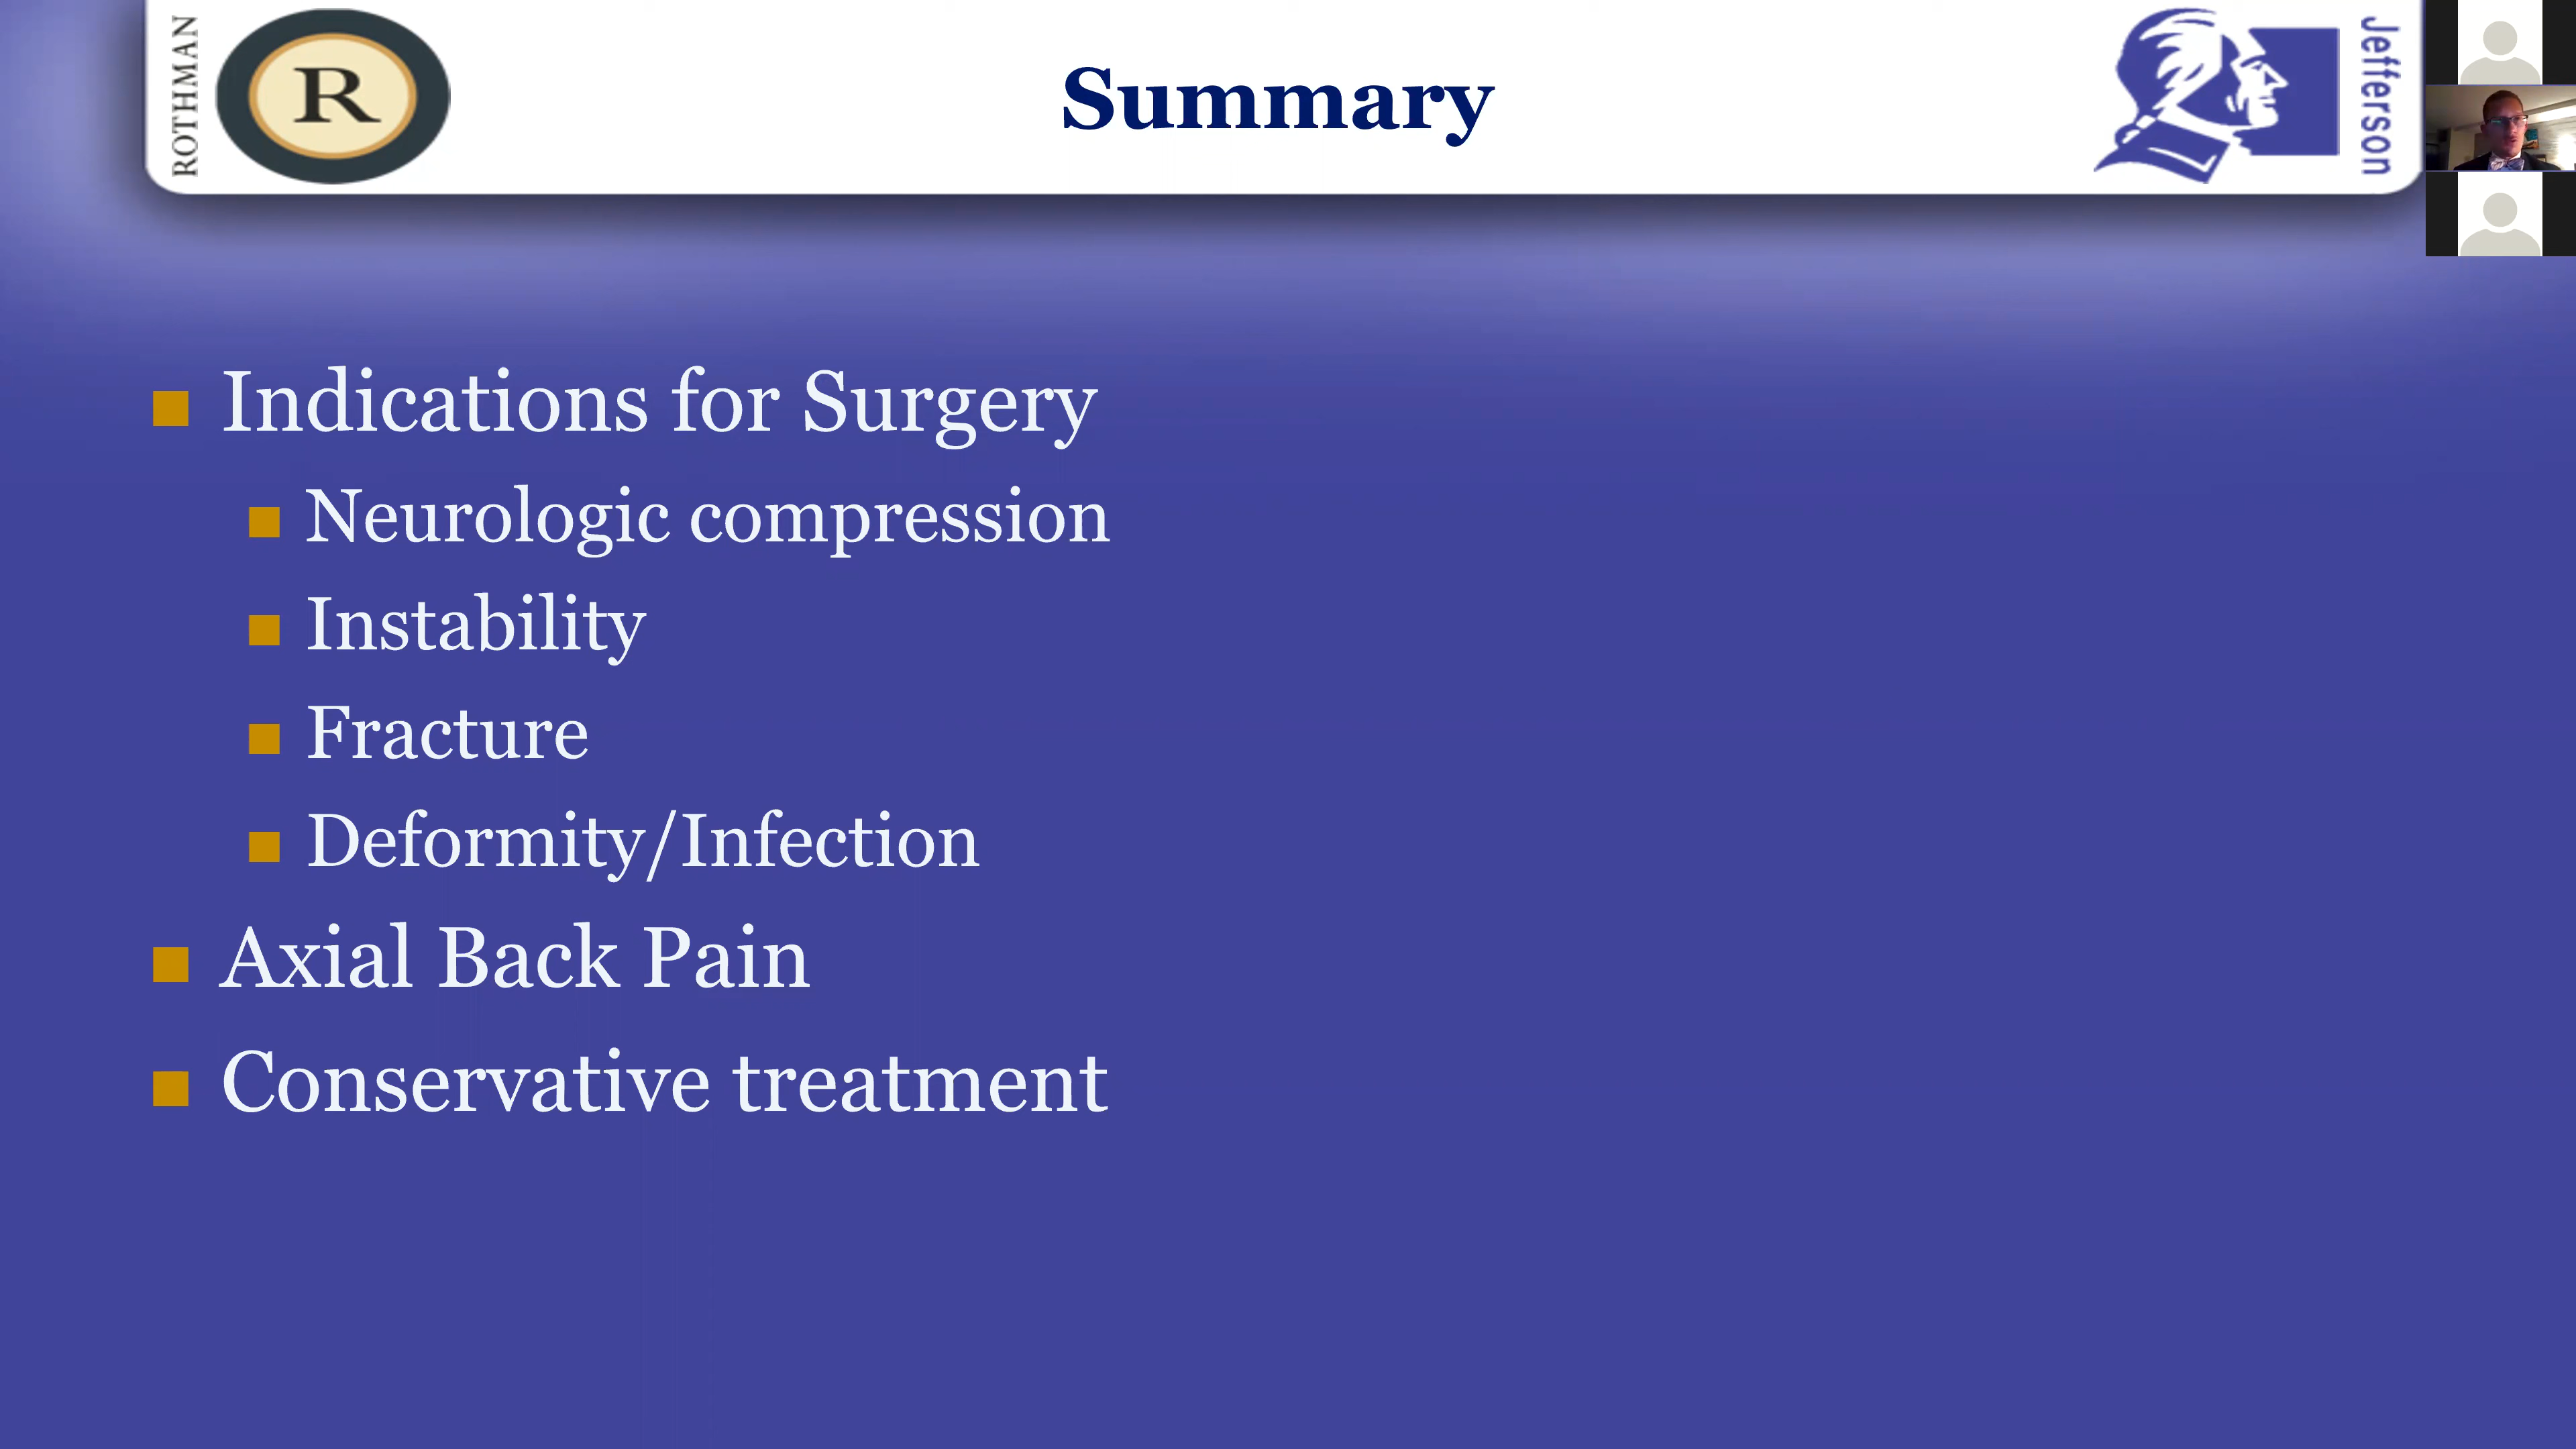 ROTHMAN
R
Summary
Jefferson
Indications for Surgery
Neurologic compression
Instability
Fracture
Deformity/Infection
Axial Back Pain
Conservative treatment